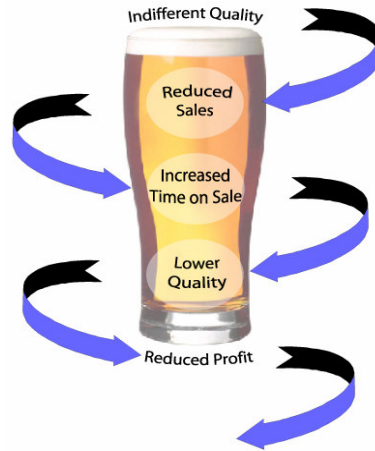 Indifferent Quality
Reduced
Sales
Increased
Time on Sale
Lower
Quality
Reduced Profit